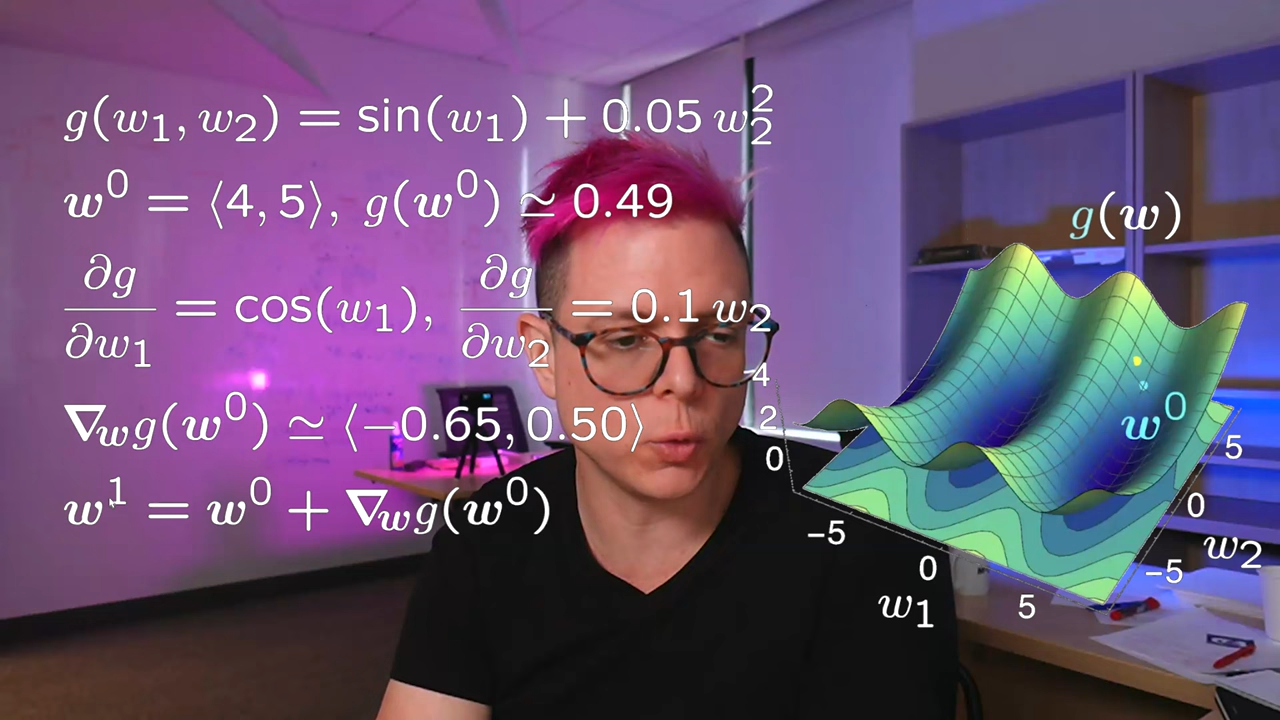 g(w₁, w₂) = sin(w₁) + 0.05 w₂²
w⁰ = ⟨4, 5⟩, g(w⁰) ≃ 0.49
∂g/∂w₁ = cos(w₁), ∂g/∂w₂ = 0.1 w₂
∇_w g(w⁰) ≃ ⟨−0.65, 0.50⟩
w¹ = w⁰ + ∇_w g(w⁰)
g(w)
w⁰
4
2
0
−5
0
5
w₁
5
0
−5
w₂